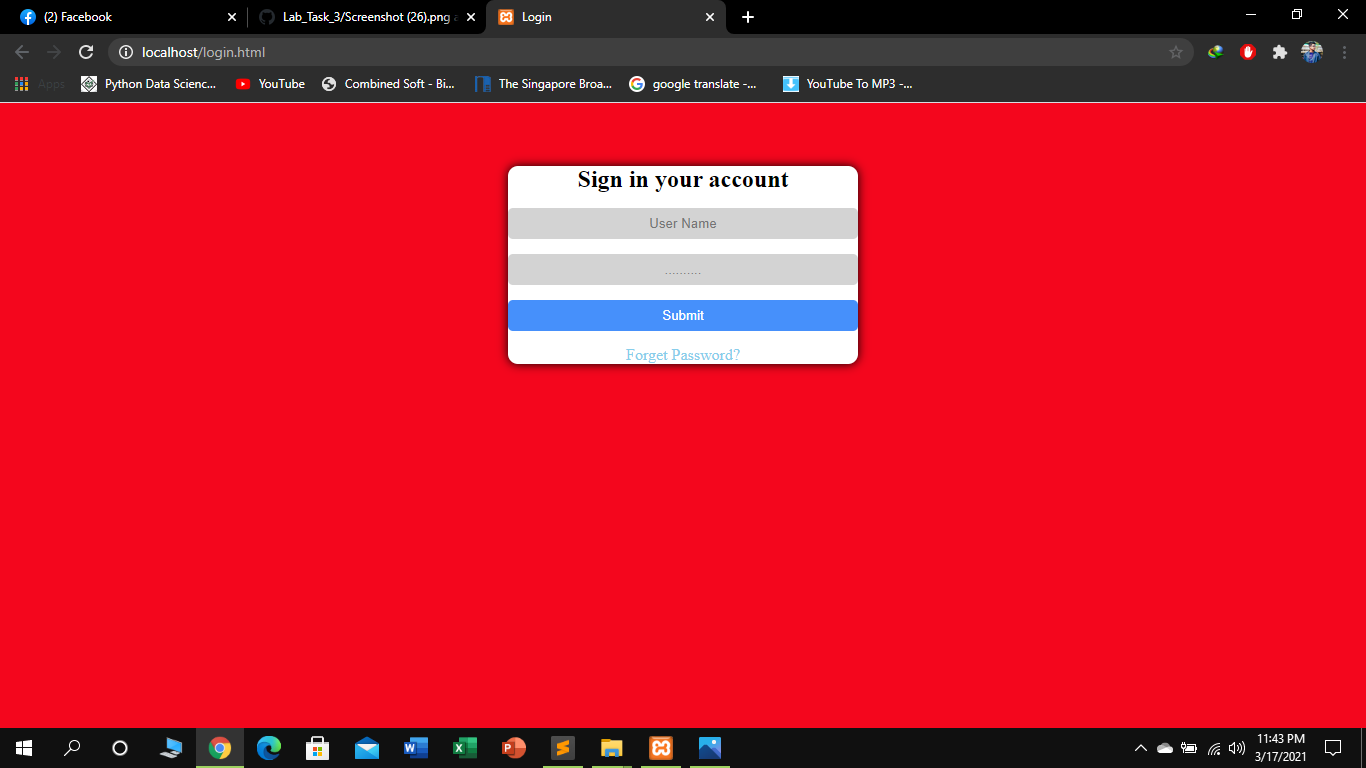 (2) Facebook
Lab_Task_3/Screenshot (26).png
Login
localhost/login.html
Apps
Python Data Scienc...
YouTube
Combined Soft - Bi...
The Singapore Broa...
google translate -...
YouTube To MP3 -...
Sign in your account
User Name
..........
Submit
Forget Password?
11:43 PM
3/17/2021